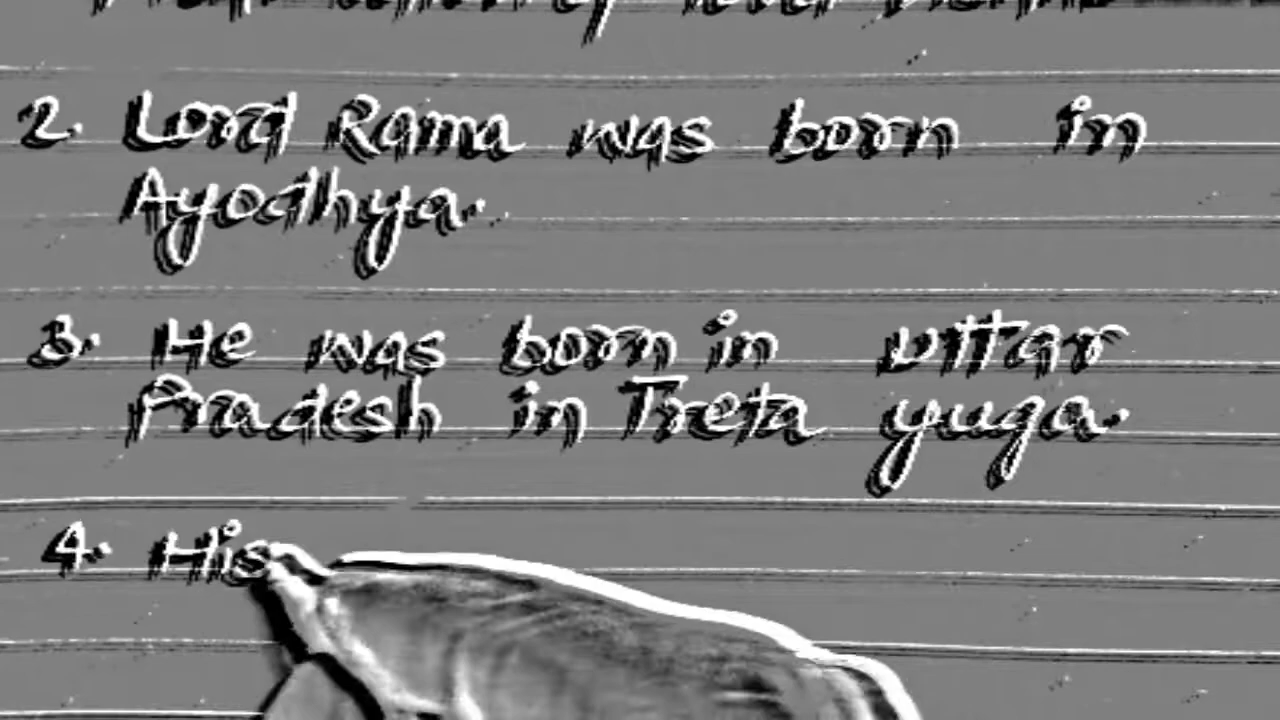 2. Lord Rama was born in
Ayodhya.
3. He was born in uttar
Pradesh in Treta yuga.
4. His